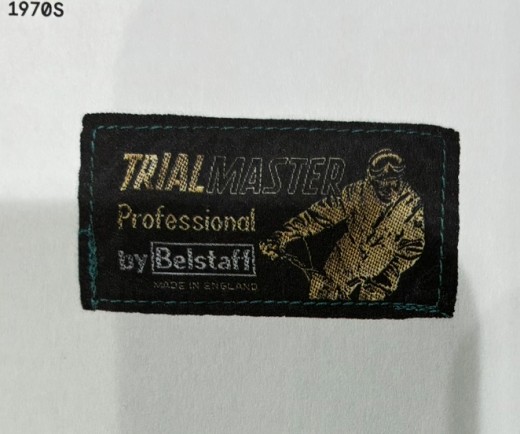 1970S
TRIALMASTER
Professional
by Belstaff
MADE IN ENGLAND